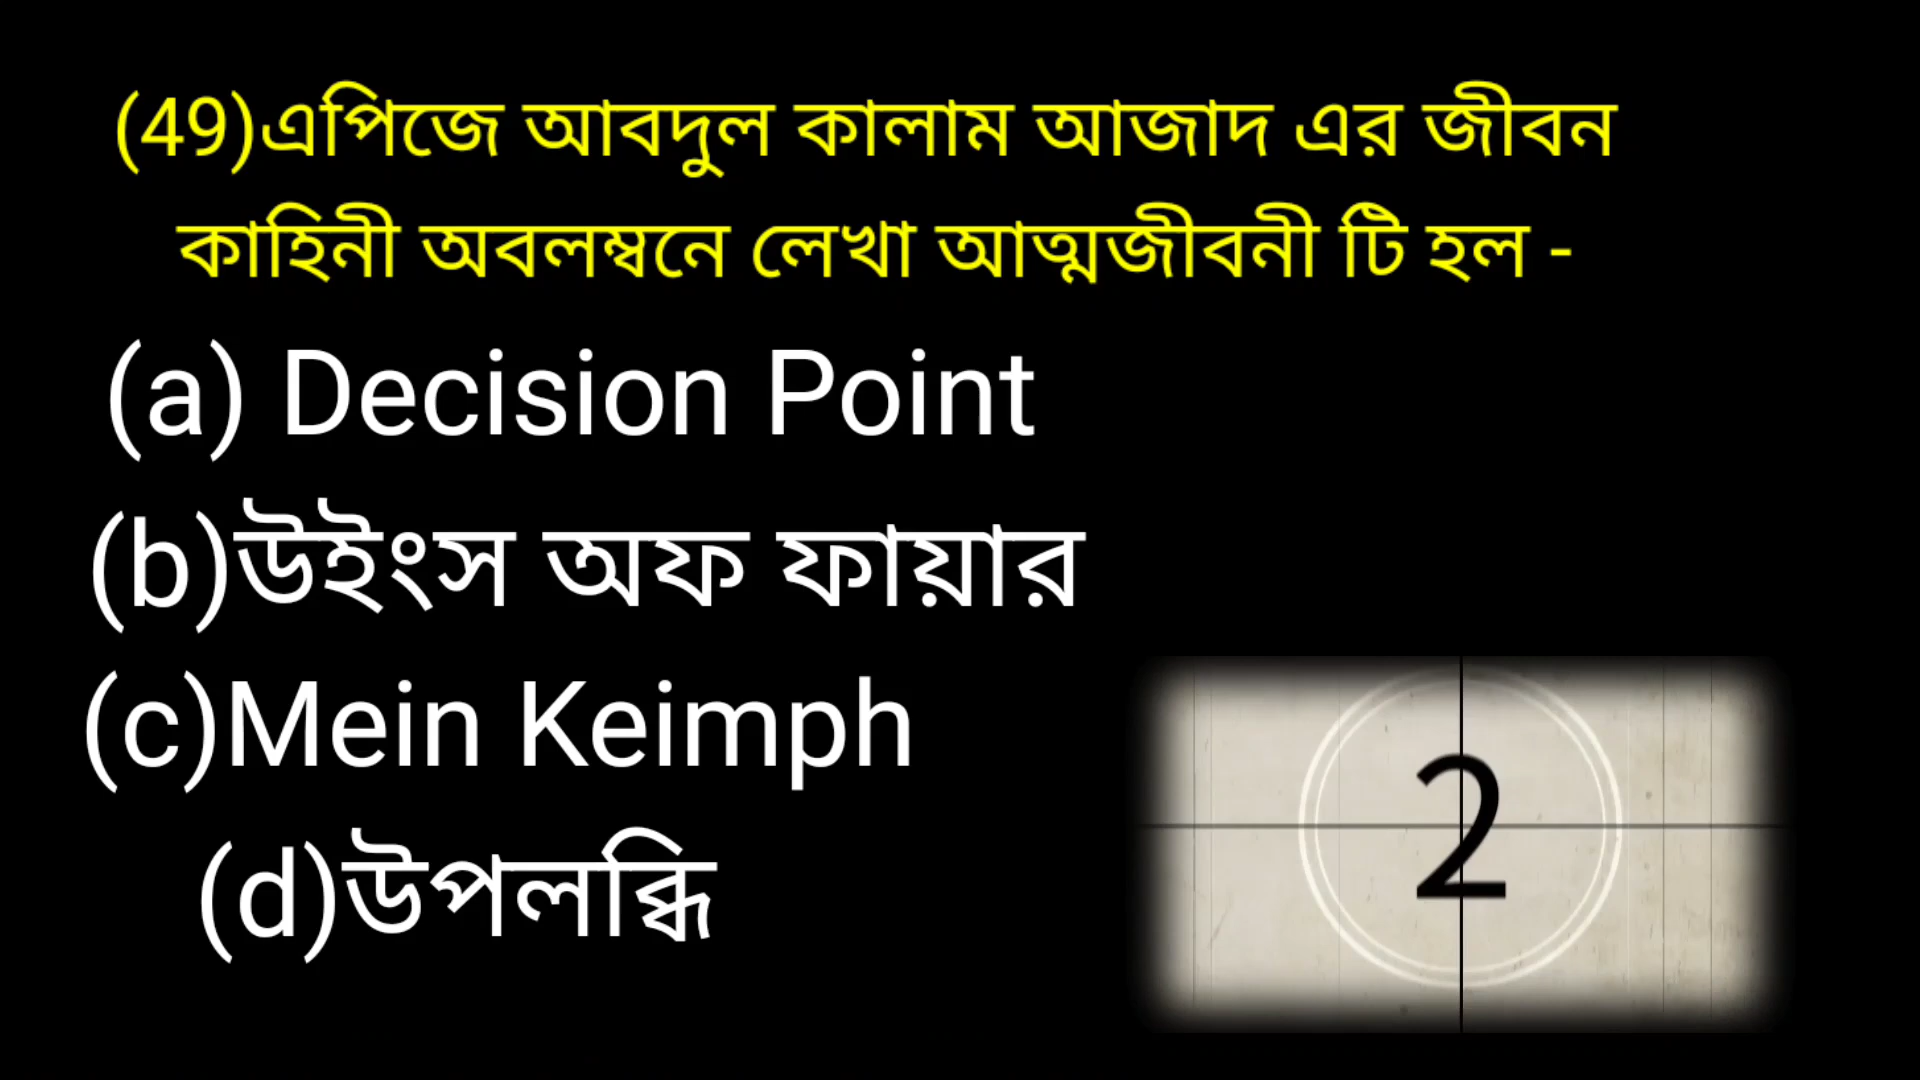 (49)এপিজে আবদুল কালাম আজাদ এর জীবন
কাহিনী অবলম্বনে লেখা আত্মজীবনী টি হল -
(a) Decision Point
(b)উইংস অফ ফায়ার
(c)Mein Keimph
(d)উপলব্ধি
2